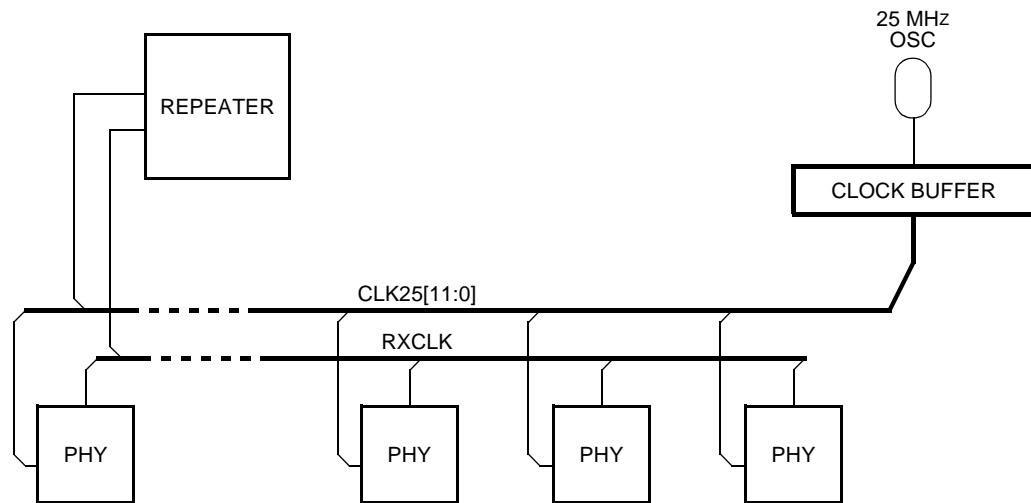 25 MHz
OSC
REPEATER
CLOCK BUFFER
CLK25[11:0]
RXCLK
PHY
PHY
PHY
PHY